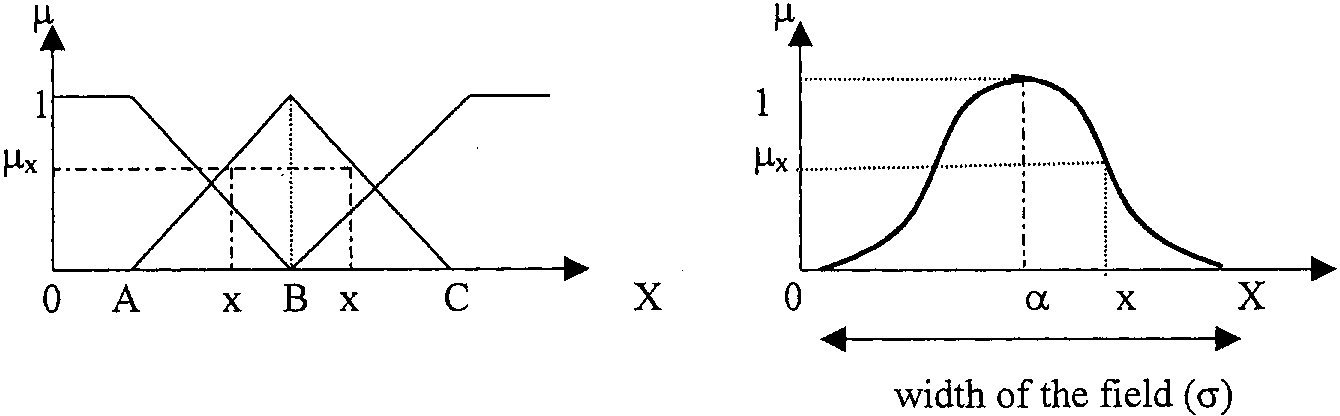 μ
1
μx
0 A x B x C X
μ
1
μx
0 α x X
width of the field (σ)